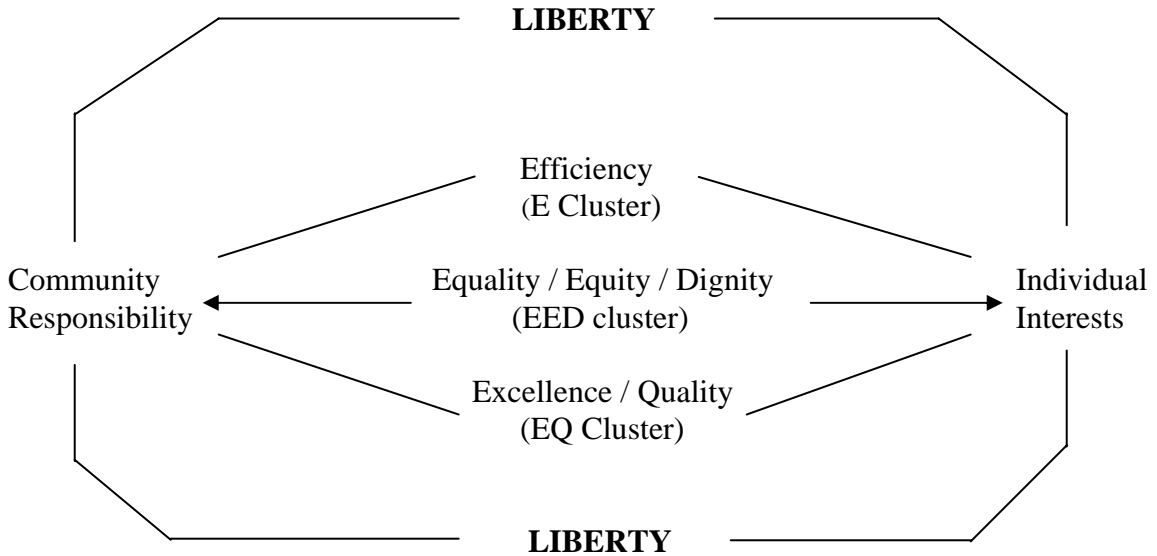 LIBERTY
Efficiency
(E Cluster)
Community
Responsibility
Equality / Equity / Dignity
(EED cluster)
Individual
Interests
Excellence / Quality
(EQ Cluster)
LIBERTY